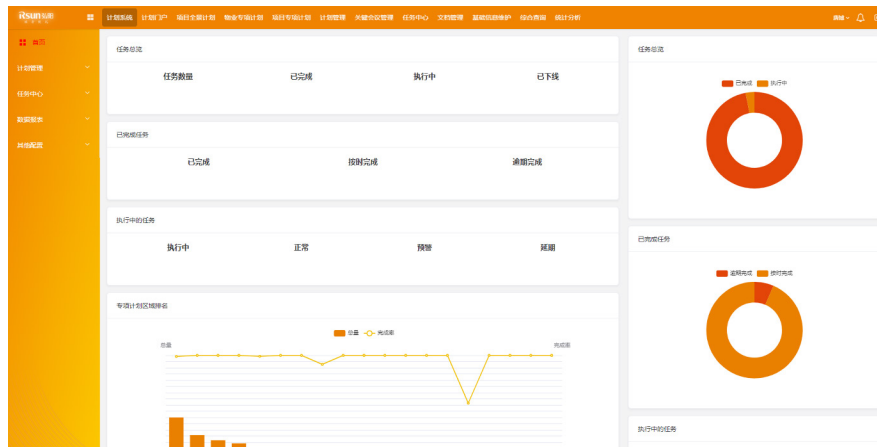 Rsun弘阳
计划系统 计划门户 项目全景计划 物业专项计划 项目专项计划 计划管理 关键会议管理 任务中心 文档管理 基础信息维护 综合查询 统计分析
首页
计划管理
任务中心
数据报表
其他配置
任务总览
任务数量 已完成 执行中 已下线
已完成任务
已完成 按时完成 逾期完成
执行中的任务
执行中 正常 预警 延期
专项计划区域排名
总量 完成率
总量 完成率
任务总览
已完成 执行中
已完成任务
逾期完成 按时完成
执行中的任务